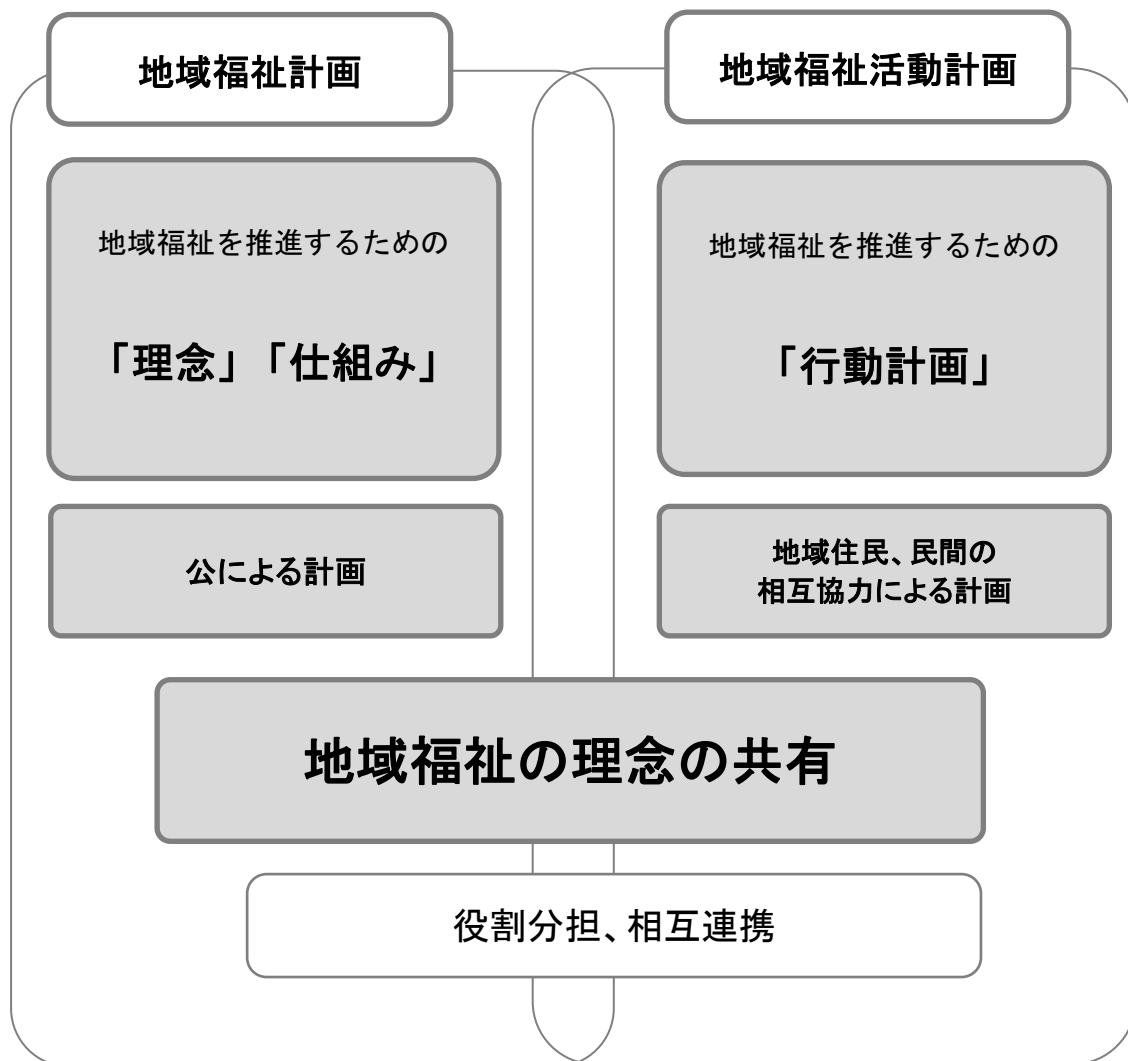 地域福祉計画
地域福祉を推進するための
「理念」「仕組み」
公による計画
地域福祉活動計画
地域福祉を推進するための
「行動計画」
地域住民、民間の
相互協力による計画
地域福祉の理念の共有
役割分担、相互連携